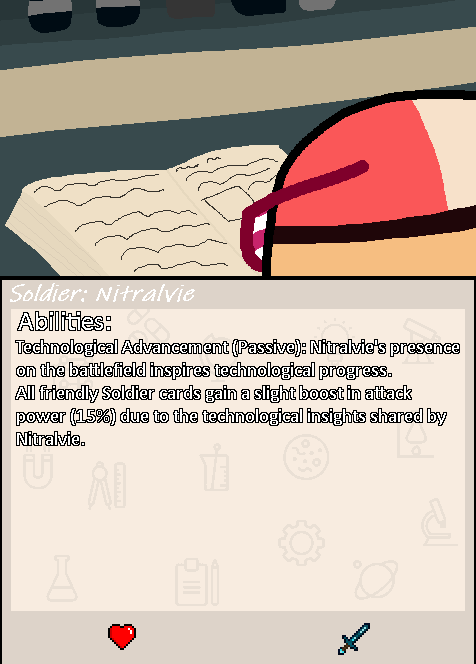 Soldier: Nitralvie
Abilities:
Technological Advancement (Passive): Nitralvie's presence
on the battlefield inspires technological progress.
All friendly Soldier cards gain a slight boost in attack
power (15%) due to the technological insights shared by
Nitralvie.